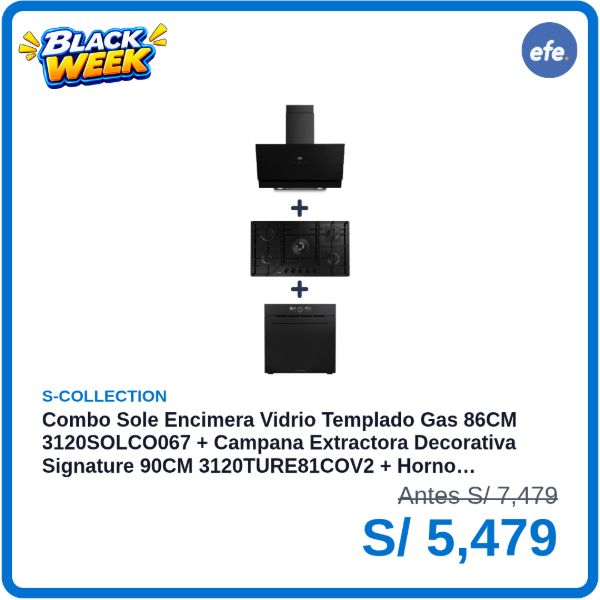 BLACK
WEEK
efe.
S-COLLECTION
Combo Sole Encimera Vidrio Templado Gas 86CM
3120SOLCO067 + Campana Extractora Decorativa
Signature 90CM 3120TURE81COV2 + Horno…
Antes S/ 7,479
S/ 5,479